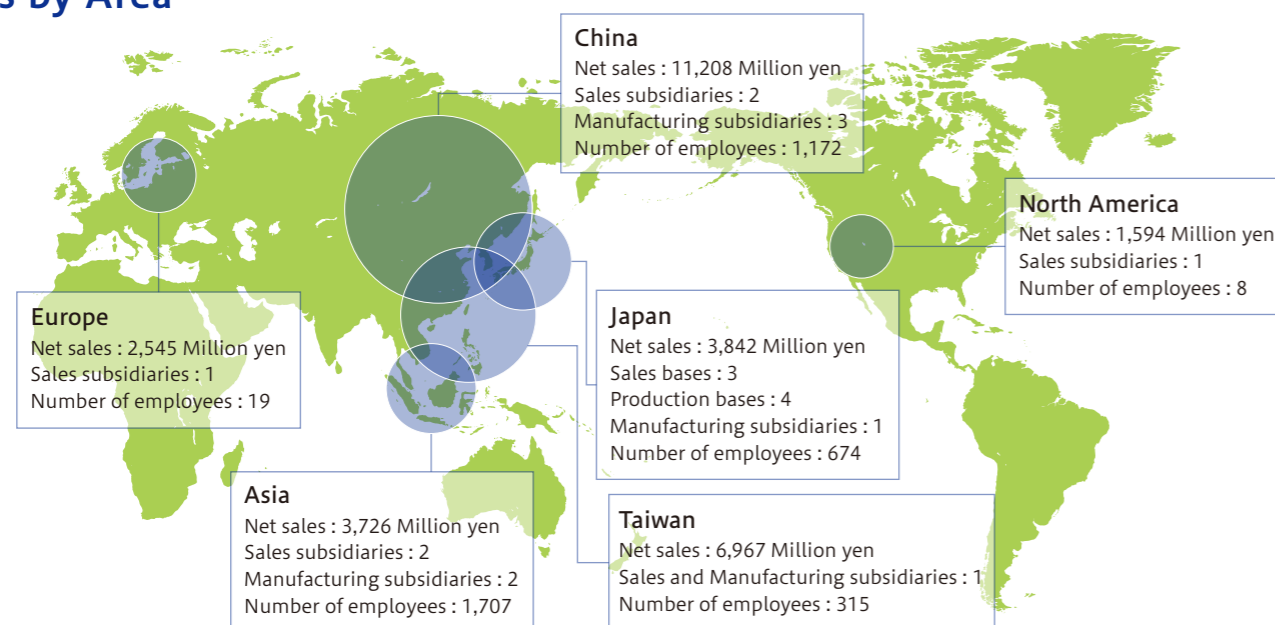 s by Area
China
Net sales : 11,208 Million yen
Sales subsidiaries : 2
Manufacturing subsidiaries : 3
Number of employees : 1,172
North America
Net sales : 1,594 Million yen
Sales subsidiaries : 1
Number of employees : 8
Europe
Net sales : 2,545 Million yen
Sales subsidiaries : 1
Number of employees : 19
Japan
Net sales : 3,842 Million yen
Sales bases : 3
Production bases : 4
Manufacturing subsidiaries : 1
Number of employees : 674
Asia
Net sales : 3,726 Million yen
Sales subsidiaries : 2
Manufacturing subsidiaries : 2
Number of employees : 1,707
Taiwan
Net sales : 6,967 Million yen
Sales and Manufacturing subsidiaries : 1
Number of employees : 315